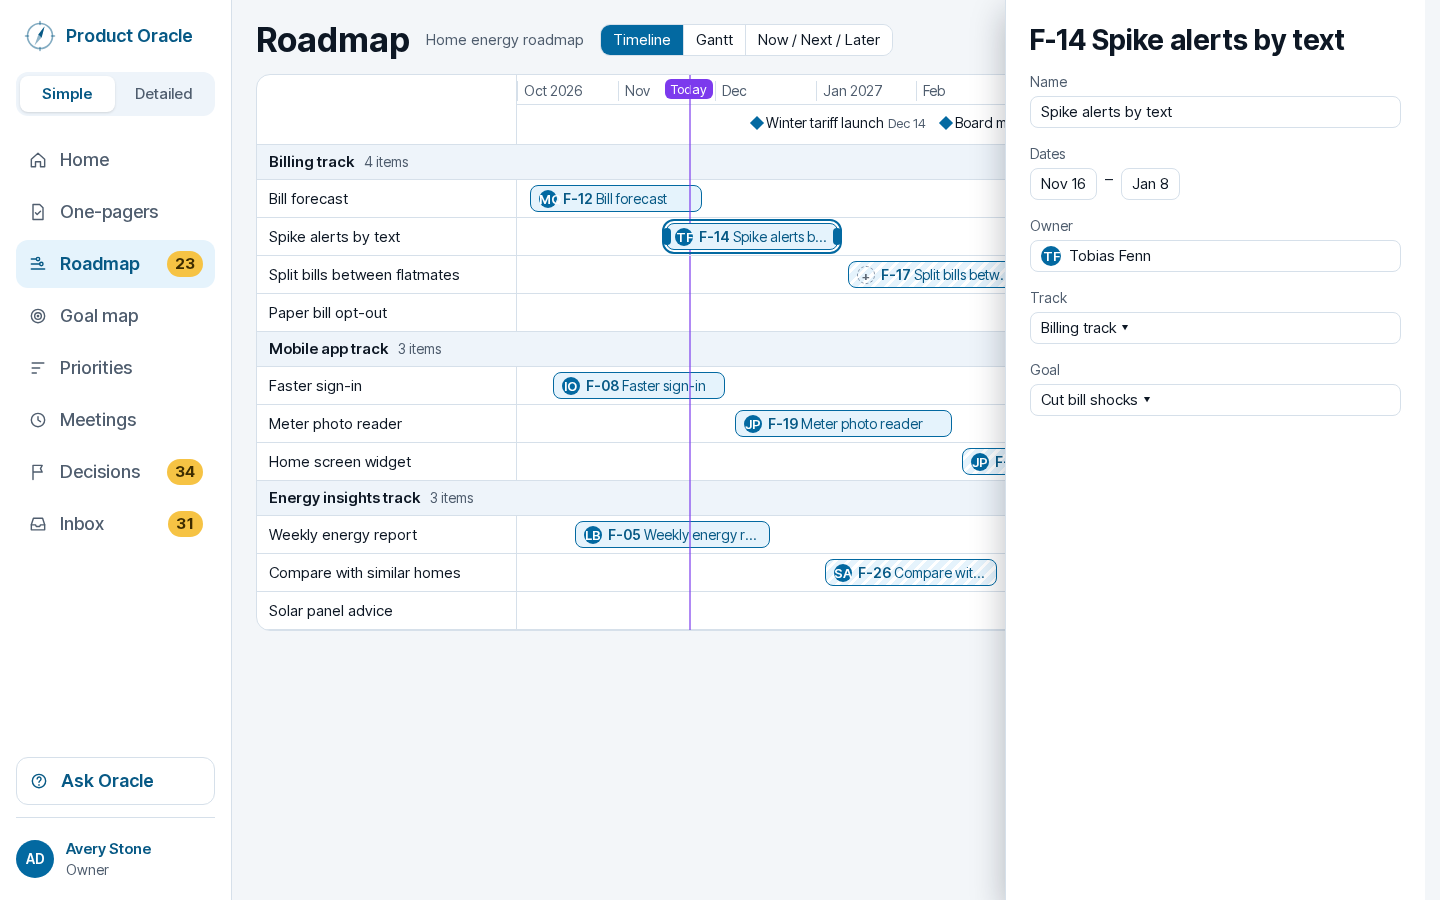 Product Oracle
Simple
Detailed
Home
One-pagers
Roadmap 23
Goal map
Priorities
Meetings
Decisions 34
Inbox 31
Ask Oracle
AD
Avery Stone
Owner
Roadmap
Home energy roadmap
Timeline
Gantt
Now / Next / Later
Oct 2026
Nov
Today
Dec
Jan 2027
Feb
Winter tariff launch Dec 14
Board m
Billing track 4 items
Bill forecast
MO F-12 Bill forecast
Spike alerts by text
TF F-14 Spike alerts b...
Split bills between flatmates
+ F-17 Split bills betw.
Paper bill opt-out
Mobile app track 3 items
Faster sign-in
IO F-08 Faster sign-in
Meter photo reader
JP F-19 Meter photo reader
Home screen widget
JP F-
Energy insights track 3 items
Weekly energy report
LB F-05 Weekly energy r...
Compare with similar homes
SA F-26 Compare wit...
Solar panel advice
F-14 Spike alerts by text
Name
Spike alerts by text
Dates
Nov 16 – Jan 8
Owner
TF Tobias Fenn
Track
Billing track ▾
Goal
Cut bill shocks ▾